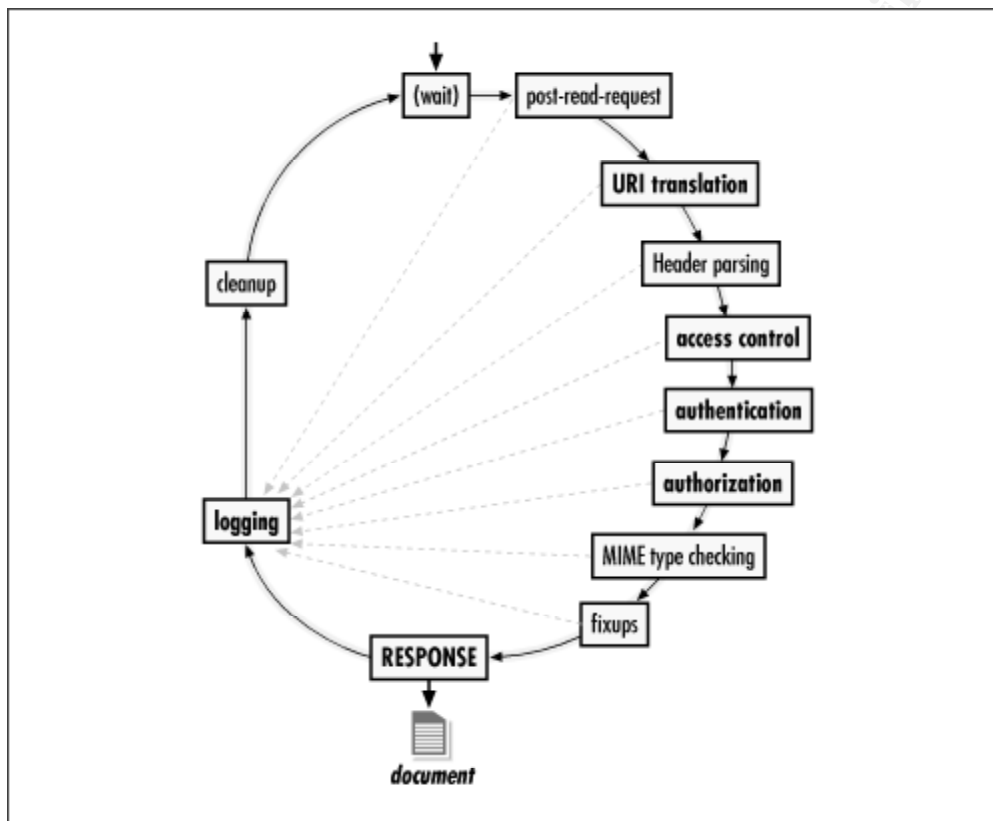 (wait)
post-read-request
URI translation
Header parsing
access control
authentication
authorization
MIME type checking
fixups
RESPONSE
document
logging
cleanup